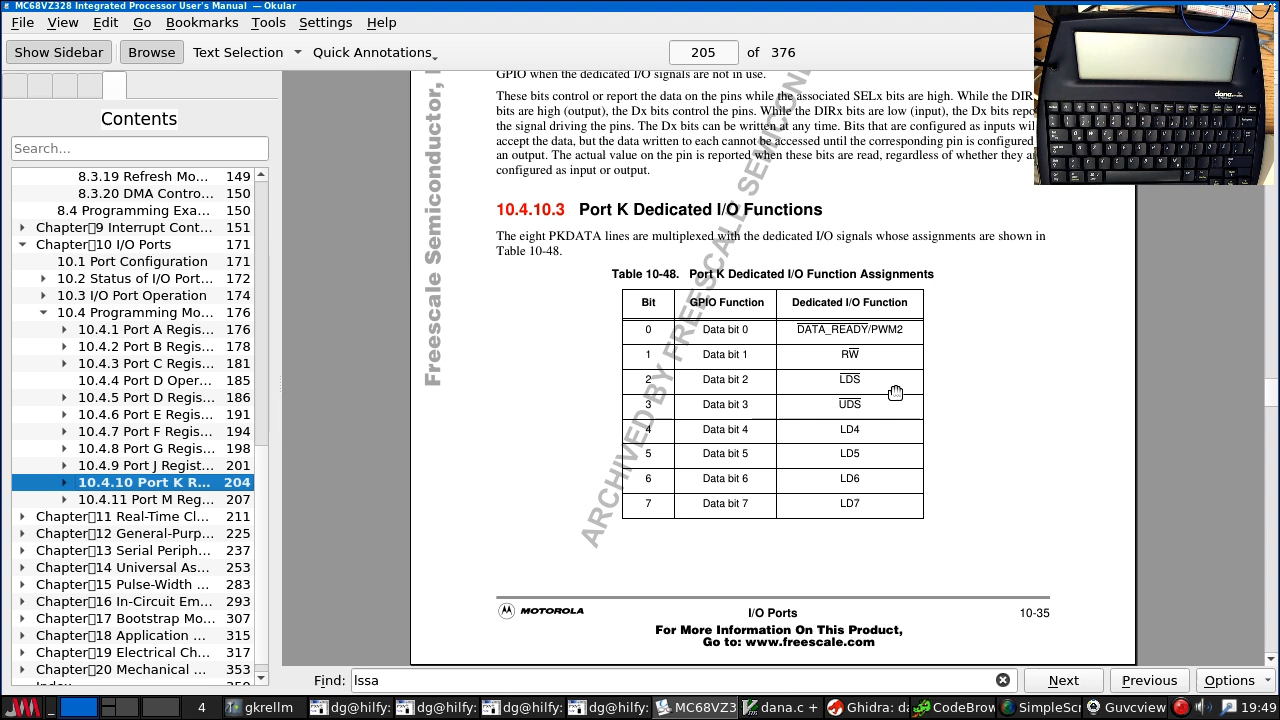 MC68VZ328 Integrated Processor User's Manual — Okular
File View Edit Go Bookmarks Tools Settings Help
Show Sidebar Browse Text Selection Quick Annotations 205 of 376
Contents
Search...
8.3.19 Refresh Mo... 149
8.3.20 DMA Contro... 150
8.4 Programming Exa... 150
Chapter▯9 Interrupt Cont... 151
Chapter▯10 I/O Ports 171
10.1 Port Configuration 171
10.2 Status of I/O Port... 172
10.3 I/O Port Operation 174
10.4 Programming Mo... 176
10.4.1 Port A Regis... 176
10.4.2 Port B Regis... 178
10.4.3 Port C Regis... 181
10.4.4 Port D Oper... 185
10.4.5 Port D Regis... 186
10.4.6 Port E Regis... 191
10.4.7 Port F Regis... 194
10.4.8 Port G Regis... 198
10.4.9 Port J Regist... 201
10.4.10 Port K R... 204
10.4.11 Port M Reg... 207
Chapter▯11 Real-Time Cl... 211
Chapter▯12 General-Purp... 225
Chapter▯13 Serial Periph... 237
Chapter▯14 Universal As... 253
Chapter▯15 Pulse-Width ... 283
Chapter▯16 In-Circuit Em... 293
Chapter▯17 Bootstrap Mo... 307
Chapter▯18 Application ... 315
Chapter▯19 Electrical Ch... 317
Chapter▯20 Mechanical ... 353
GPIO when the dedicated I/O signals are not in use.
These bits control or report the data on the pins while the associated SELx bits are high. While the DIR
bits are high (output), the Dx bits control the pins. While the DIRx bits are low (input), the Dx bits repo
the signal driving the pins. The Dx bits can be written at any time. Bits that are configured as inputs wil
accept the data, but the data written to each cannot be accessed until the corresponding pin is configured
an output. The actual value on the pin is reported when these bits are read, regardless of whether they a
configured as input or output.
10.4.10.3 Port K Dedicated I/O Functions
The eight PKDATA lines are multiplexed with the dedicated I/O signals whose assignments are shown in
Table 10-48.
Table 10-48. Port K Dedicated I/O Function Assignments
Bit GPIO Function Dedicated I/O Function
0 Data bit 0 DATA_READY/PWM2
1 Data bit 1 RW
2 Data bit 2 LDS
3 Data bit 3 UDS
4 Data bit 4 LD4
5 Data bit 5 LD5
6 Data bit 6 LD6
7 Data bit 7 LD7
Freescale Semiconductor,
ARCHIVED BY FREESCALE SEMICON
MOTOROLA I/O Ports 10-35
For More Information On This Product,
Go to: www.freescale.com
dana
Find: lssa Next Previous Options
4 gkrellm dg@hilfy: dg@hilfy: dg@hilfy: dg@hilfy: MC68VZ3 dana.c + Ghidra: da CodeBrow SimpleScr Guvcview 19:49